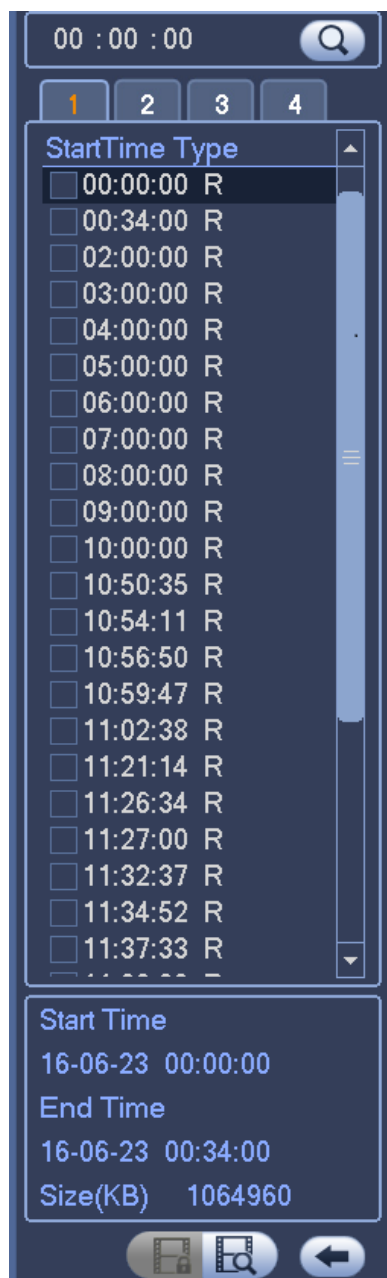 00 :00 :00
1 2 3 4
StartTime Type
00:00:00 R
00:34:00 R
02:00:00 R
03:00:00 R
04:00:00 R
05:00:00 R
06:00:00 R
07:00:00 R
08:00:00 R
09:00:00 R
10:00:00 R
10:50:35 R
10:54:11 R
10:56:50 R
10:59:47 R
11:02:38 R
11:21:14 R
11:26:34 R
11:27:00 R
11:32:37 R
11:34:52 R
11:37:33 R
Start Time
16-06-23 00:00:00
End Time
16-06-23 00:34:00
Size(KB) 1064960